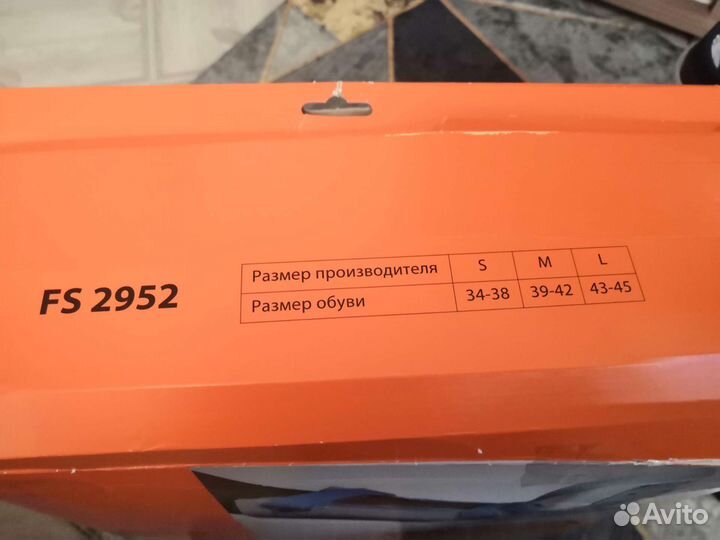 FS 2952
Размер производителя S M L
Размер обуви 34-38 39-42 43-45
Avito